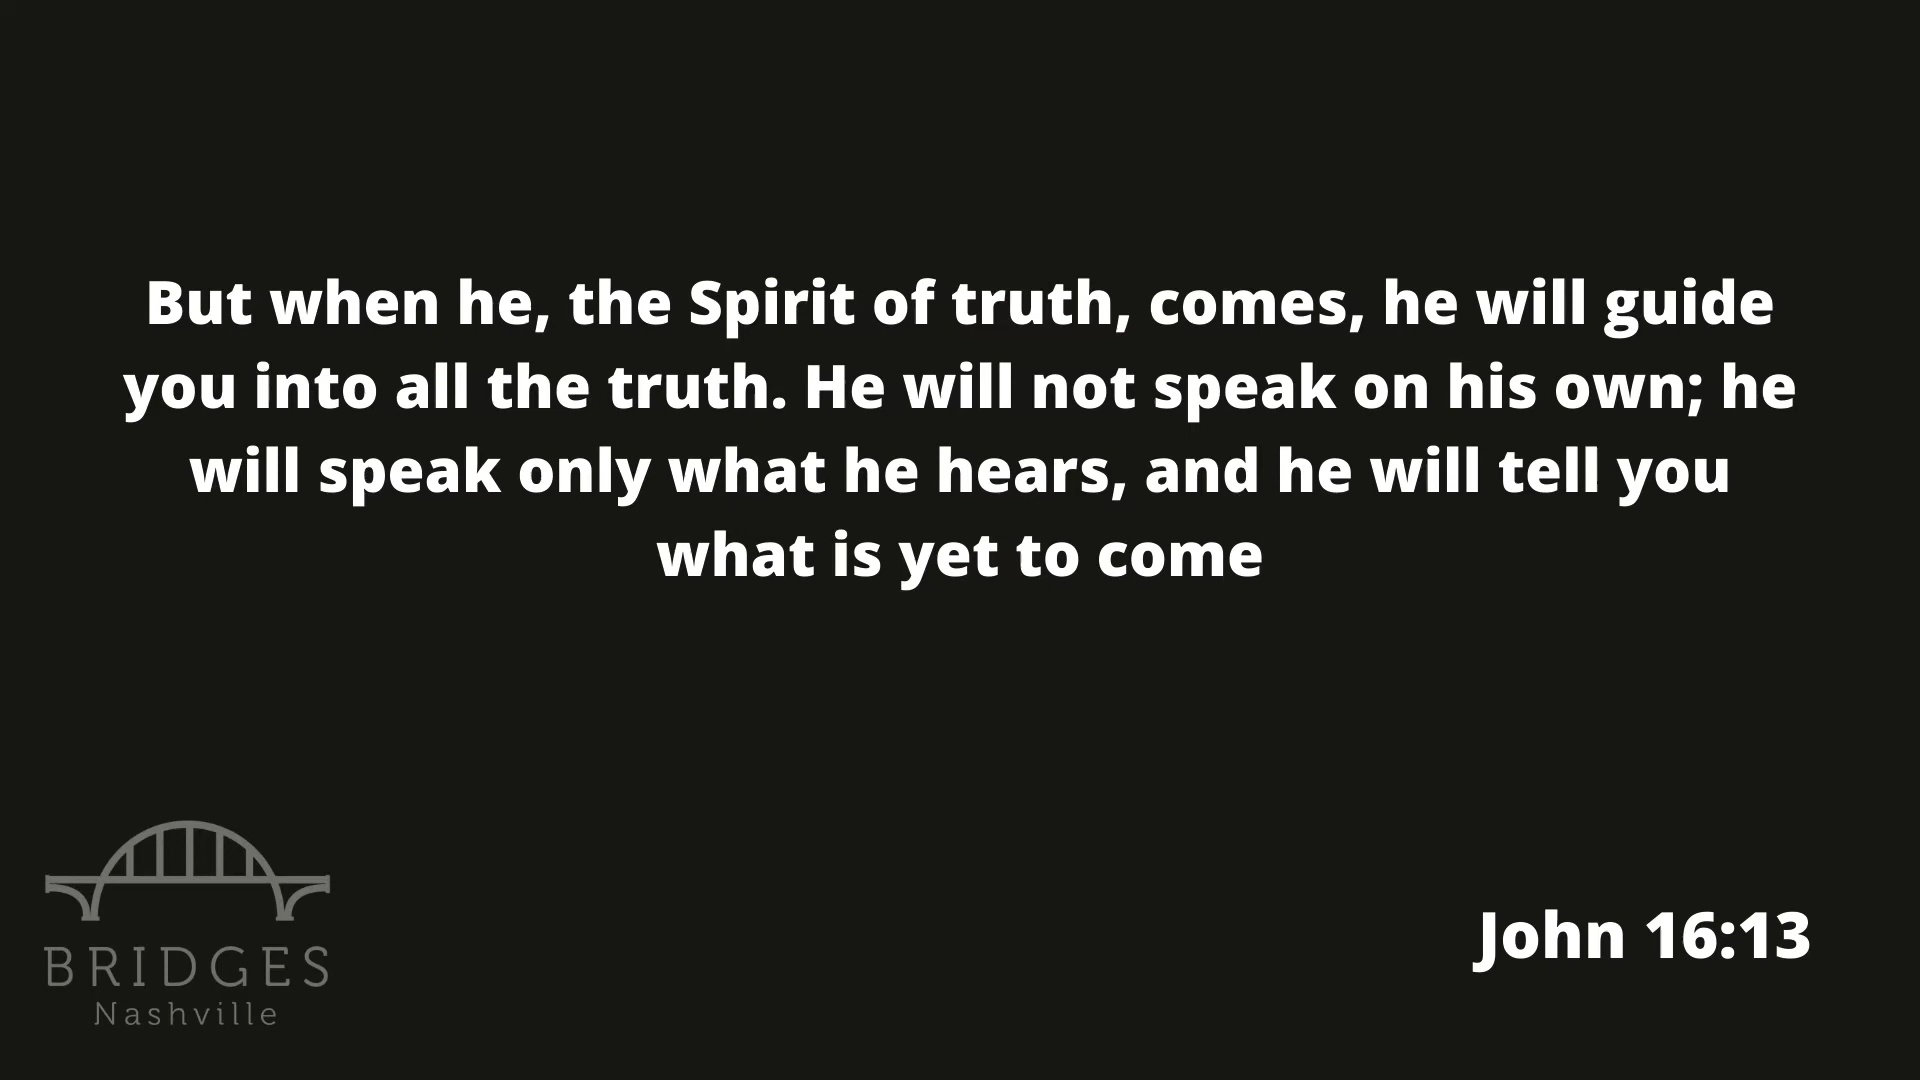 But when he, the Spirit of truth, comes, he will guide
you into all the truth. He will not speak on his own; he
will speak only what he hears, and he will tell you
what is yet to come
BRIDGES
Nashville
John 16:13